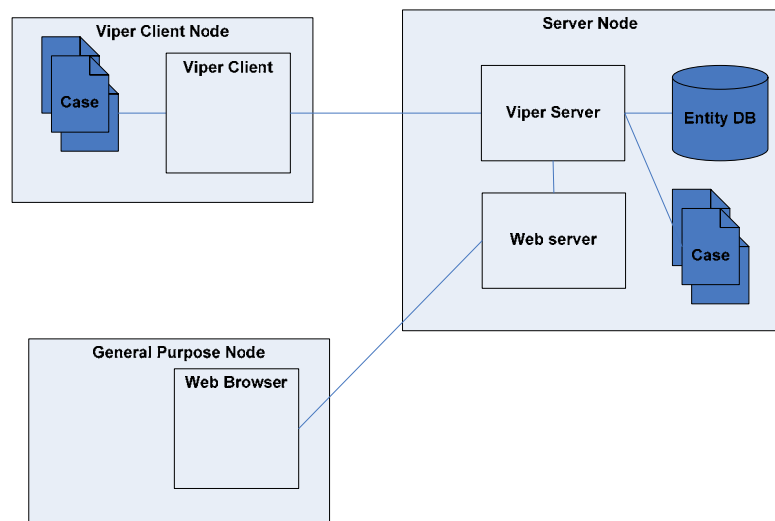 Viper Client Node
Viper Client
Case
Server Node
Viper Server
Entity DB
Web server
Case
General Purpose Node
Web Browser